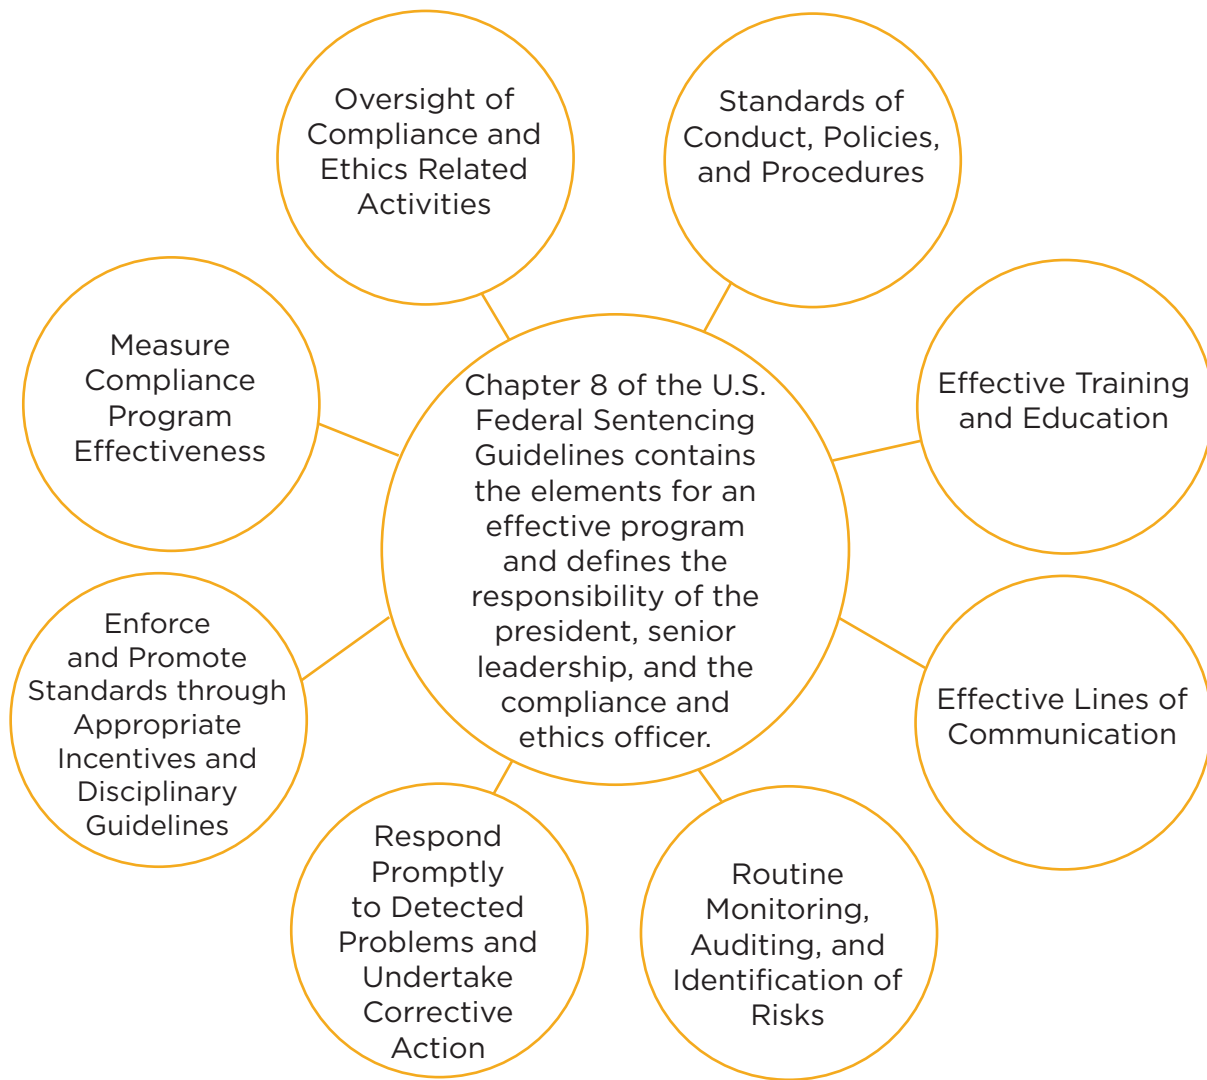 Oversight of
Compliance and
Ethics Related
Activities
Standards of
Conduct, Policies,
and Procedures
Measure
Compliance
Program
Effectiveness
Chapter 8 of the U.S.
Federal Sentencing
Guidelines contains
the elements for an
effective program
and defines the
responsibility of the
president, senior
leadership, and the
compliance and
ethics officer.
Effective Training
and Education
Enforce
and Promote
Standards through
Appropriate
Incentives and
Disciplinary
Guidelines
Effective Lines of
Communication
Respond
Promptly
to Detected
Problems and
Undertake
Corrective
Action
Routine
Monitoring,
Auditing, and
Identification of
Risks